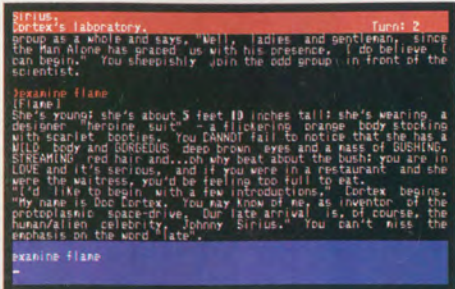 Sirius.
Cortex's laboratory. Turn: 2
group as a whole and says, "Well, ladies and gentleman, since
the Man Alone has graped us with his presence, I do believe I
can begin." You sheepishly join the odd group in front of the
scientist.
>examine flame
[Flame]
She's young; she's about 5 feet 10 inches tall; she's wearing a
designer "heroine suit" - a flickering orange body stocking
with scarlet booties. You CANNOT fail to notice that she has a
WILD body and GORGEOUS deep brown eyes and a mass of GUSHING,
STREAMING red hair and...oh why beat about the bush: you are in
LOVE and it's serious, and if you were in a restaurant and she
were the waitress, you'd be feeling too full to eat.
"I'd like to begin with a few introductions," Cortex begins.
"My name is Doc Cortex. You may know of me, as inventor of the
protoplasmic space-drive. Our late arrival is, of course, the
human/alien celebrity, Johnny Sirius." You can't miss the
emphasis on the word "late".
examine flame